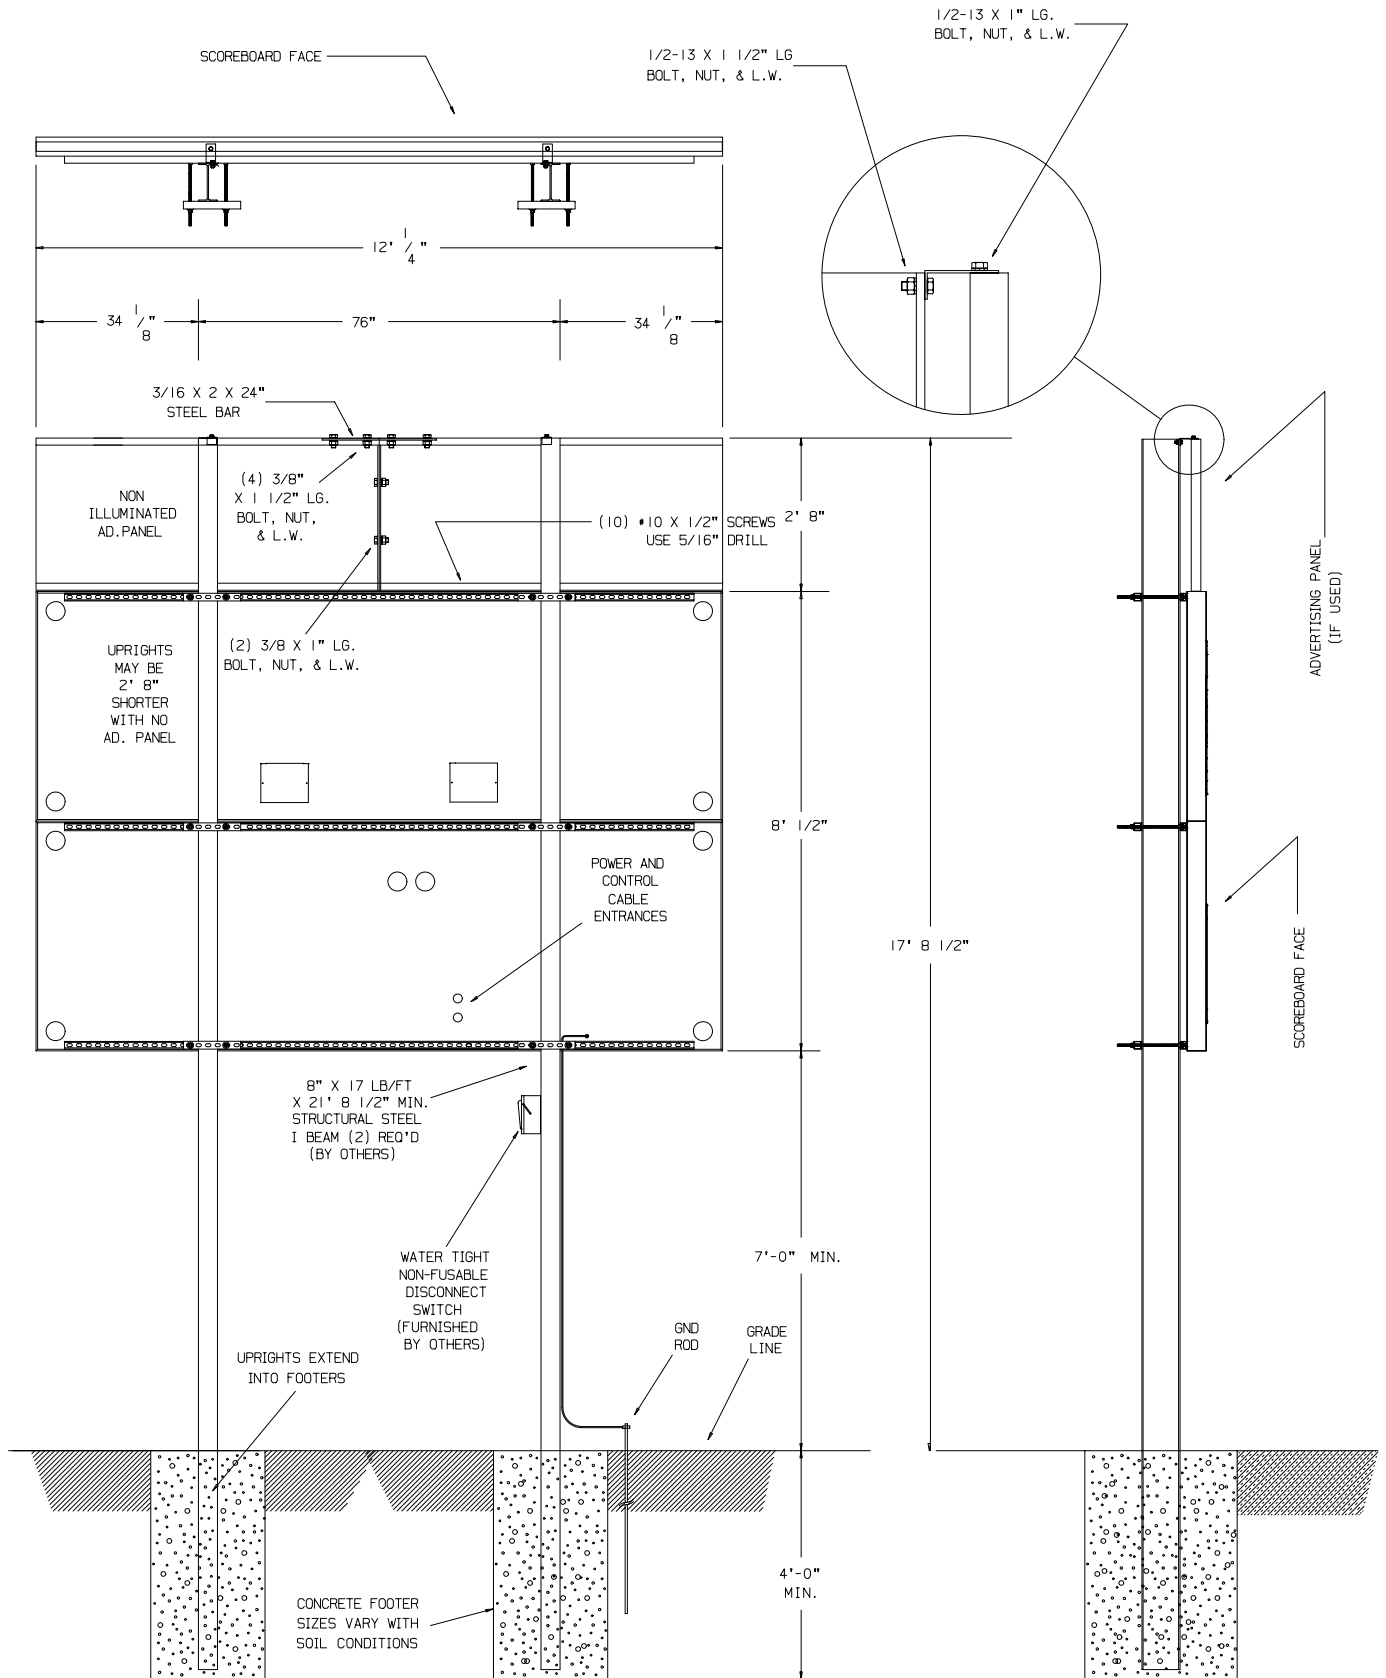 1/2-13 X 1" LG.
BOLT, NUT, & L.W.
SCOREBOARD FACE
1/2-13 X 1 1/2" LG
BOLT, NUT, & L.W.
12' 1/4"
34 1/8"
76"
34 1/8"
3/16 X 2 X 24"
STEEL BAR
NON
ILLUMINATED
AD.PANEL
(4) 3/8"
X 1 1/2" LG.
BOLT, NUT,
& L.W.
(10) #10 X 1/2" SCREWS
USE 5/16" DRILL
2' 8"
ADVERTISING PANEL
(IF USED)
UPRIGHTS
MAY BE
2' 8"
SHORTER
WITH NO
AD. PANEL
(2) 3/8 X 1" LG.
BOLT, NUT, & L.W.
8' 1/2"
POWER AND
CONTROL
CABLE
ENTRANCES
17' 8 1/2"
SCOREBOARD FACE
8" X 17 LB/FT
X 21' 8 1/2" MIN.
STRUCTURAL STEEL
I BEAM (2) REQ'D
(BY OTHERS)
WATER TIGHT
NON-FUSABLE
DISCONNECT
SWITCH
(FURNISHED
BY OTHERS)
7'-0" MIN.
GND
ROD
GRADE
LINE
UPRIGHTS EXTEND
INTO FOOTERS
4'-0"
MIN.
CONCRETE FOOTER
SIZES VARY WITH
SOIL CONDITIONS